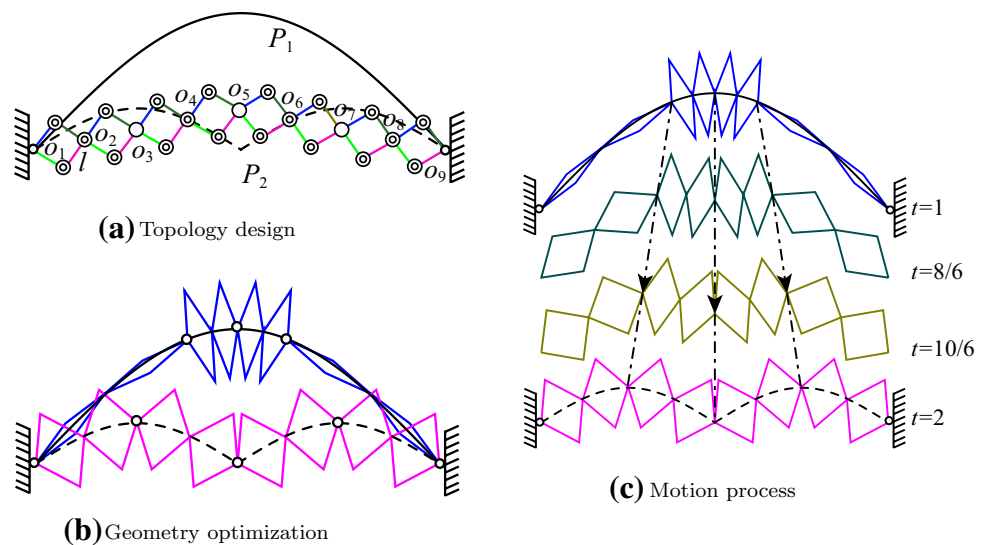 P₁
o₁ o₂ o₃ o₄ o₅ o₆ o₇ o₈ o₉
l
P₂
(a) Topology design
(b) Geometry optimization
t=1
t=8/6
t=10/6
t=2
(c) Motion process